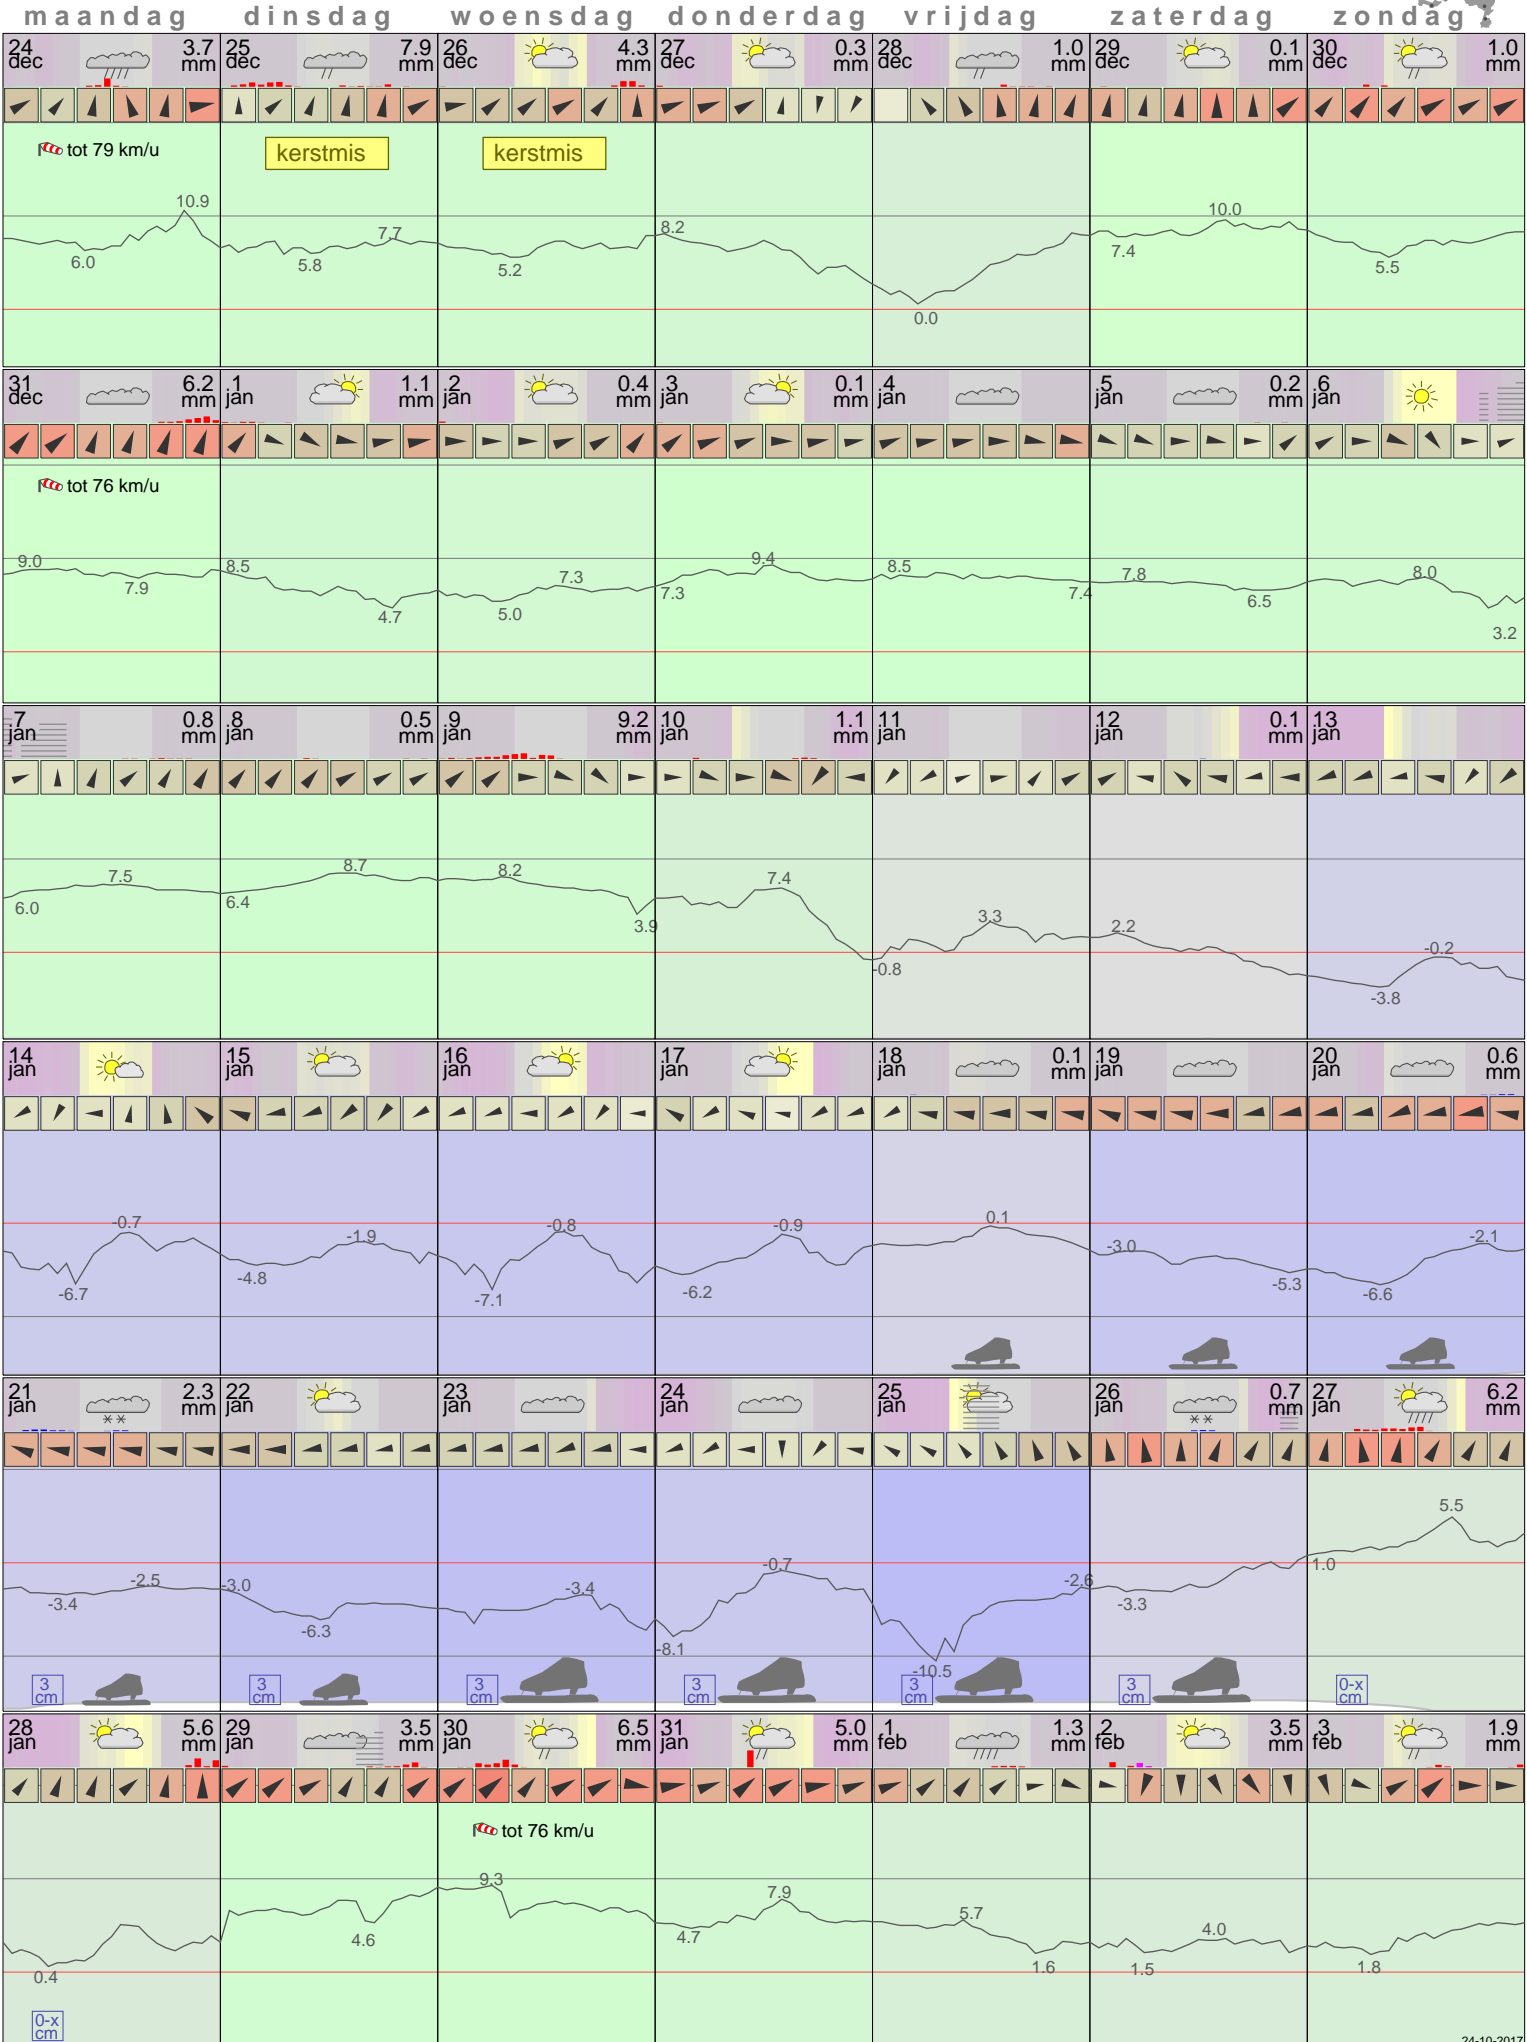 maandag dinsdag woensdag donderdag vrijdag zaterdag zondag
24 3.7 25 7.9 26 4.3 27 0.3 28 1.0 29 0.1 30 1.0
dec mm dec mm dec mm dec mm dec mm dec mm dec mm
tot 79 km/u kerstmis kerstmis
10.9 7.7 8.2 10.0
6.0 5.8 5.2 0.0 7.4 5.5
31 6.2 .1 1.1 .2 0.4 .3 0.1 .4 .5 0.2 .6
dec mm jan mm jan mm jan mm jan jan mm jan
tot 76 km/u
9.0 8.5 7.3 9.4 8.5 7.8 8.0
7.9 4.7 5.0 7.3 7.4 6.5 3.2
.7 0.8 .8 0.5 .9 9.2 10 1.1 11 12 0.1 13
jan mm jan mm jan mm jan mm jan jan mm jan
7.5 8.7 8.2 7.4 3.3 2.2 -0.2
6.0 6.4 3.9 -0.8 -3.8
14 15 16 17 18 0.1 19 20 0.6
jan jan jan jan jan mm jan jan mm
-0.7 -1.9 -0.8 -0.9 0.1 -3.0 -2.1
-6.7 -4.8 -7.1 -6.2 -5.3 -6.6
21 2.3 22 23 24 25 26 0.7 27 6.2
jan mm jan jan jan jan jan mm jan mm
-2.5 -3.0 -3.4 -0.7 -2.6 5.5
-3.4 -6.3 -8.1 -10.5 -3.3 1.0
3 3 3 3 3 3 0-x
cm cm cm cm cm cm cm
28 5.6 29 3.5 30 6.5 31 5.0 .1 1.3 .2 3.5 .3 1.9
jan mm jan mm jan mm jan mm feb mm feb mm feb mm
tot 76 km/u
9.3 7.9 5.7 4.0
0.4 4.6 4.7 1.6 1.5 1.8
0-x
cm
24-10-2017